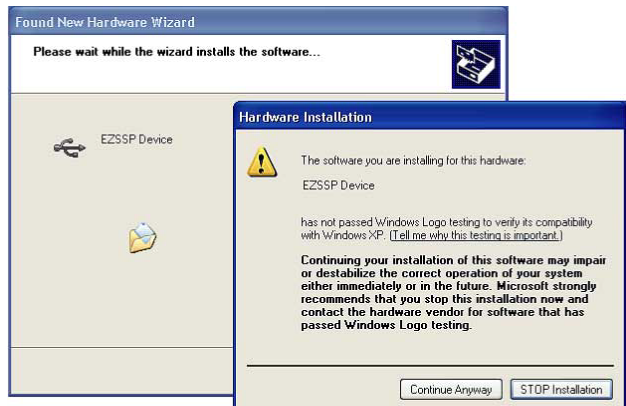 Found New Hardware Wizard
Please wait while the wizard installs the software...
EZSSP Device
Hardware Installation
The software you are installing for this hardware:
EZSSP Device
has not passed Windows Logo testing to verify its compatibility
with Windows XP. (Tell me why this testing is important.)
Continuing your installation of this software may impair
or destabilize the correct operation of your system
either immediately or in the future. Microsoft strongly
recommends that you stop this installation now and
contact the hardware vendor for software that has
passed Windows Logo testing.
Continue Anyway
STOP Installation